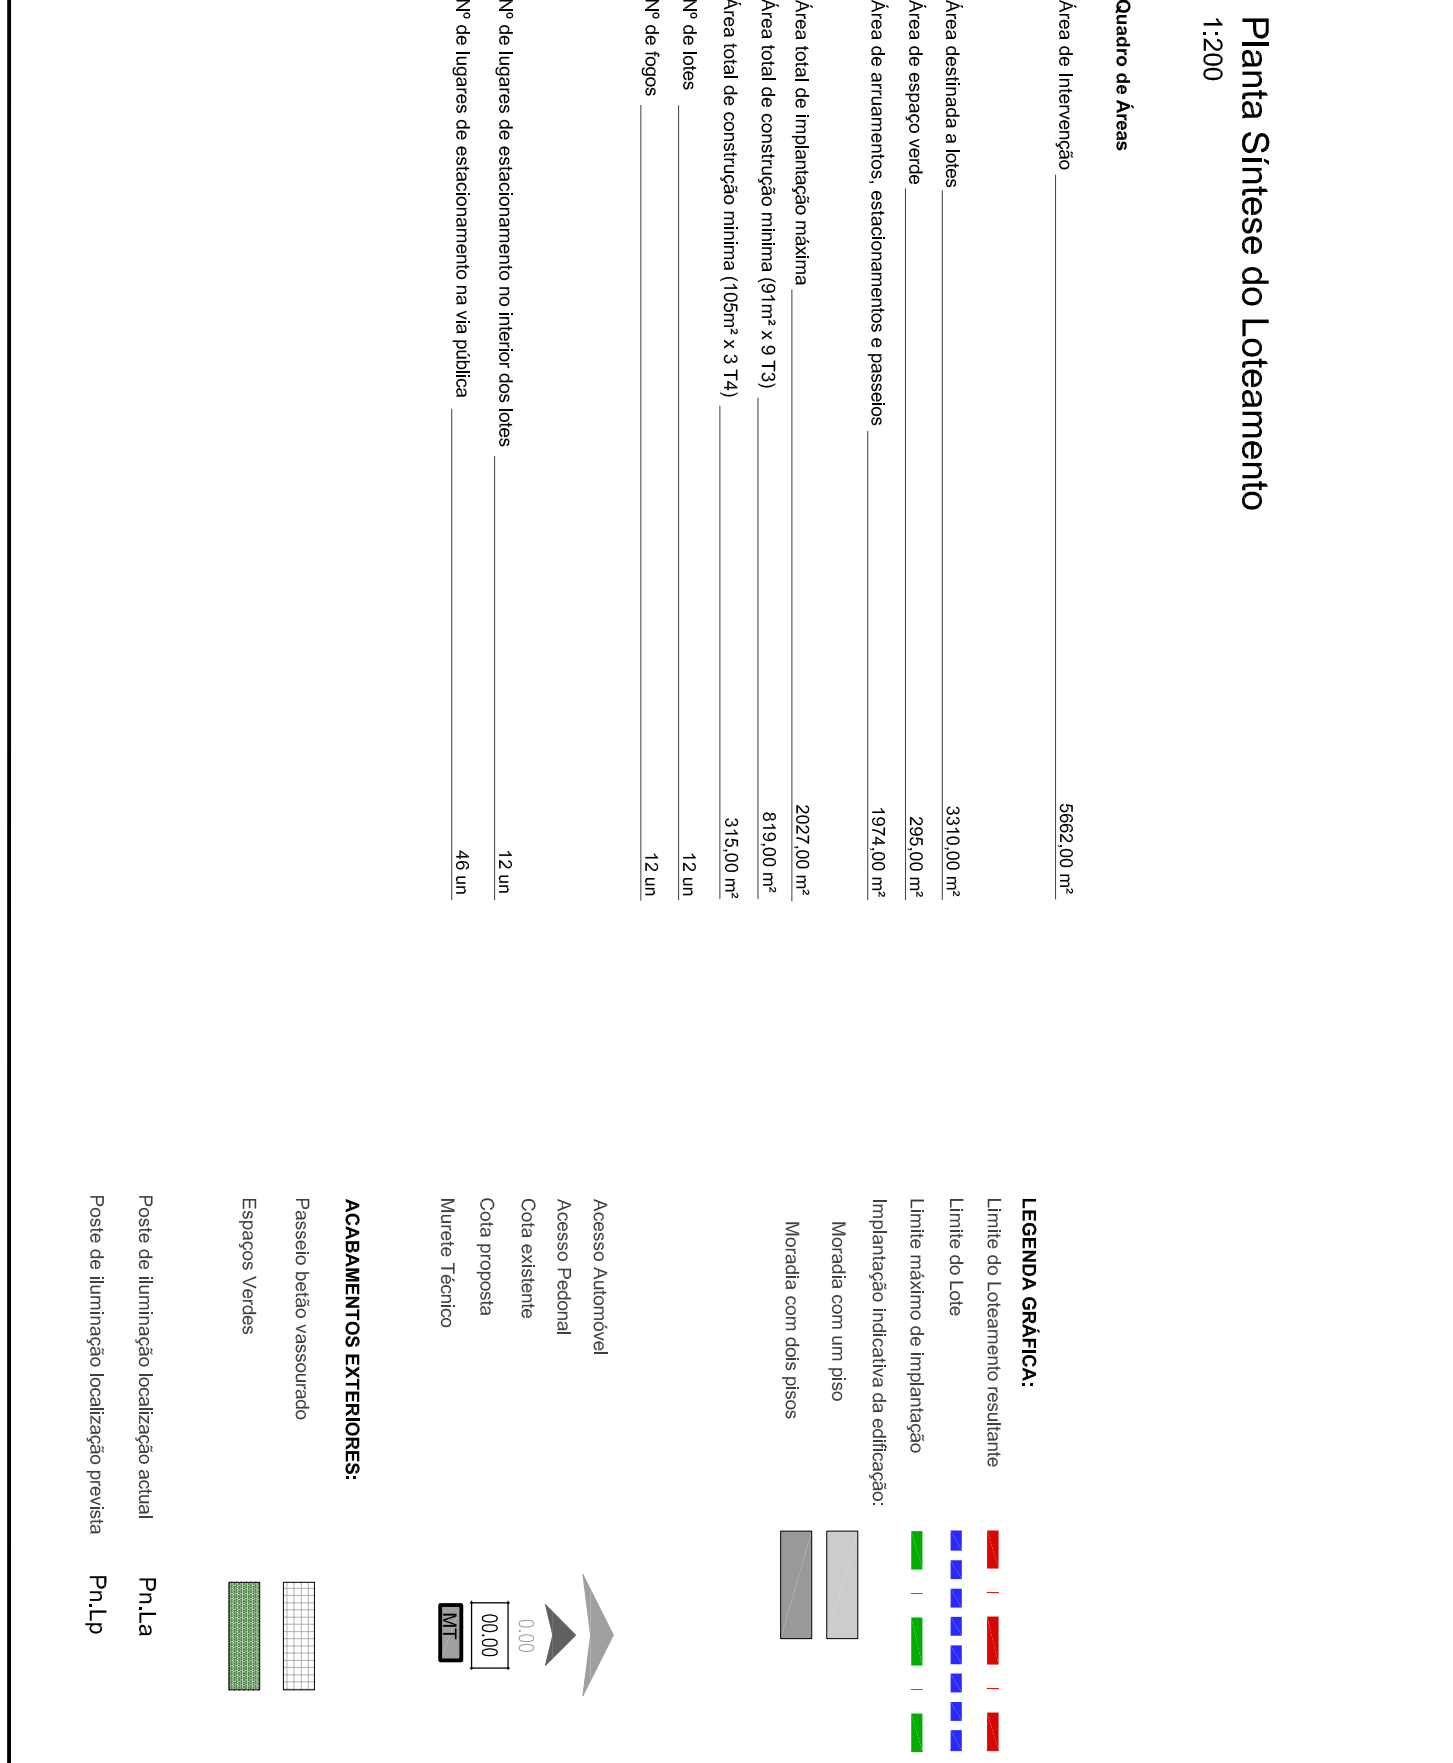 Planta Síntese do Loteamento
1:200
Quadro de Áreas
Área de Intervenção 5662,00 m²
Área destinada a lotes 3310,00 m²
Área de espaço verde 295,00 m²
Área de arruamentos, estacionamentos e passeios 1974,00 m²
Área total de implantação máxima 2027,00 m²
Área total de construção minima (91m² x 9 T3) 819,00 m²
Área total de construção minima (105m² x 3 T4) 315,00 m²
Nº de lotes 12 un
Nº de fogos 12 un
Nº de lugares de estacionamento no interior dos lotes 12 un
Nº de lugares de estacionamento na via pública 46 un
LEGENDA GRÁFICA:
Limite do Loteamento resultante
Limite do Lote
Limite máximo de implantação
Implantação indicativa da edificação:
Moradia com um piso
Moradia com dois pisos
Acesso Automóvel
Acesso Pedonal
Cota existente 0.00
Cota proposta 00.00
Murete Técnico MT
ACABAMENTOS EXTERIORES:
Passeio betão vassourado
Espaços Verdes
Poste de iluminação localização actual Pn.La
Poste de iluminação localização prevista Pn.Lp